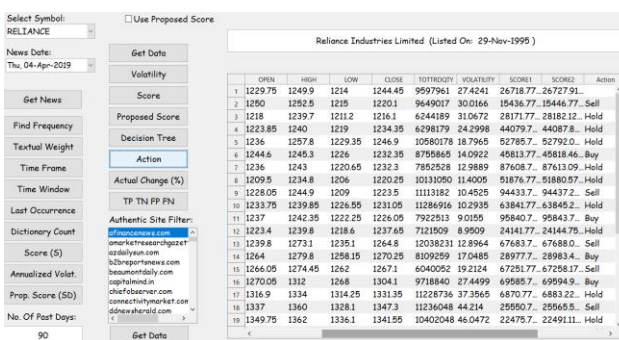 Select Symbol:
RELIANCE
News Date:
Thu, 04-Apr-2019
Get News
Find Frequency
Textual Weight
Time Frame
Time Window
Last Occurrence
Dictionary Count
Score (S)
Annualized Volat.
Prop. Score (SD)
No. Of Past Days:
90
Use Proposed Score
Get Data
Volatility
Score
Proposed Score
Decision Tree
Action
Actual Change (%)
TP TN FP FN
Authentic Site Filter:
afinancenews.com
amarketresearchgazet
azdailysun.com
b2breportsnews.com
beaumontdaily.com
capitalmind.in
chiefobserver.com
connectivitymarket.com
ddnewsherald.com
Get Data
Reliance Industries Limited (Listed On: 29-Nov-1995 )
OPEN HIGH LOW CLOSE TOTTRDQTY VOLATILITY SCORE1 SCORE2 Action
1 1229.75 1249.9 1214 1244.45 9597961 27.4241 26718.77... 26727.91...
2 1250 1252.5 1215 1220.1 9649017 30.0166 15436.77... 15446.77... Sell
3 1218 1239.7 1211.2 1216.1 6244189 31.0672 28171.77... 28182.12... Hold
4 1223.85 1240 1219 1234.35 6298179 24.2998 44079.7... 44087.8... Hold
5 1236 1257.8 1229.35 1246.9 10580178 18.7965 52785.7... 52792.0... Hold
6 1244.6 1245.3 1226 1232.35 8755865 14.0922 45813.77... 45818.46... Buy
7 1236 1243 1220.65 1232.3 7852528 12.9889 87608.7... 87613.09... Hold
8 1209.5 1234.8 1206 1220.25 10131050 11.4005 51876.77... 51880.57... Hold
9 1228.05 1244.9 1209 1223.5 11113182 10.4525 94433.7... 94437.2... Sell
10 1233.75 1239.85 1226.55 1231.05 11286916 10.2935 63841.77... 63845.2... Hold
11 1237 1242.35 1222.25 1226.05 7922513 9.0155 95840.7... 95843.7... Buy
12 1223.4 1239.8 1218.6 1237.65 7121509 8.9509 24141.77... 24144.75... Hold
13 1239.8 1273.1 1235.1 1264.8 12038231 12.8964 67683.7... 67688.0... Sell
14 1264 1279.8 1258.15 1270.25 8109259 17.0485 28977.7... 28983.4... Buy
15 1266.05 1274.45 1262 1267.1 6040052 19.2124 67251.77... 67258.17... Sell
16 1270.05 1312 1268 1304.1 9718840 27.4499 69585.7... 69594.9... Buy
17 1316.9 1334 1314.25 1331.35 11228736 37.3565 6870.77... 6883.22... Hold
18 1337 1360 1328.1 1347.3 11236048 44.214 25550.7... 25565.5... Sell
19 1349.75 1362 1336.1 1341.55 10402048 46.0472 22475.7... 22491.11... Hold